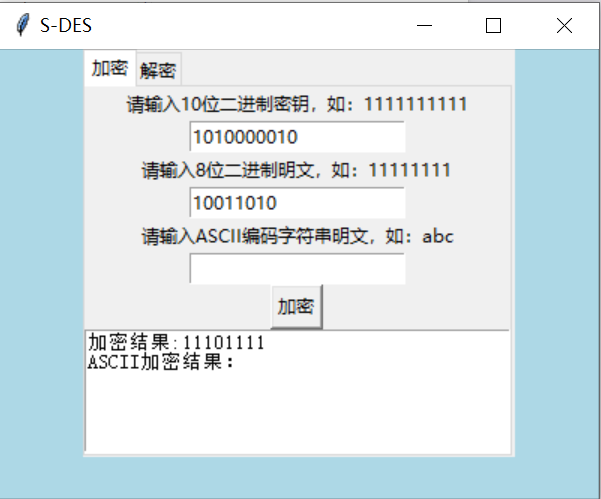 S-DES
加密 解密
请输入10位二进制密钥，如：1111111111
1010000010
请输入8位二进制明文，如：11111111
10011010
请输入ASCII编码字符串明文，如：abc
加密
加密结果:11101111
ASCII加密结果：